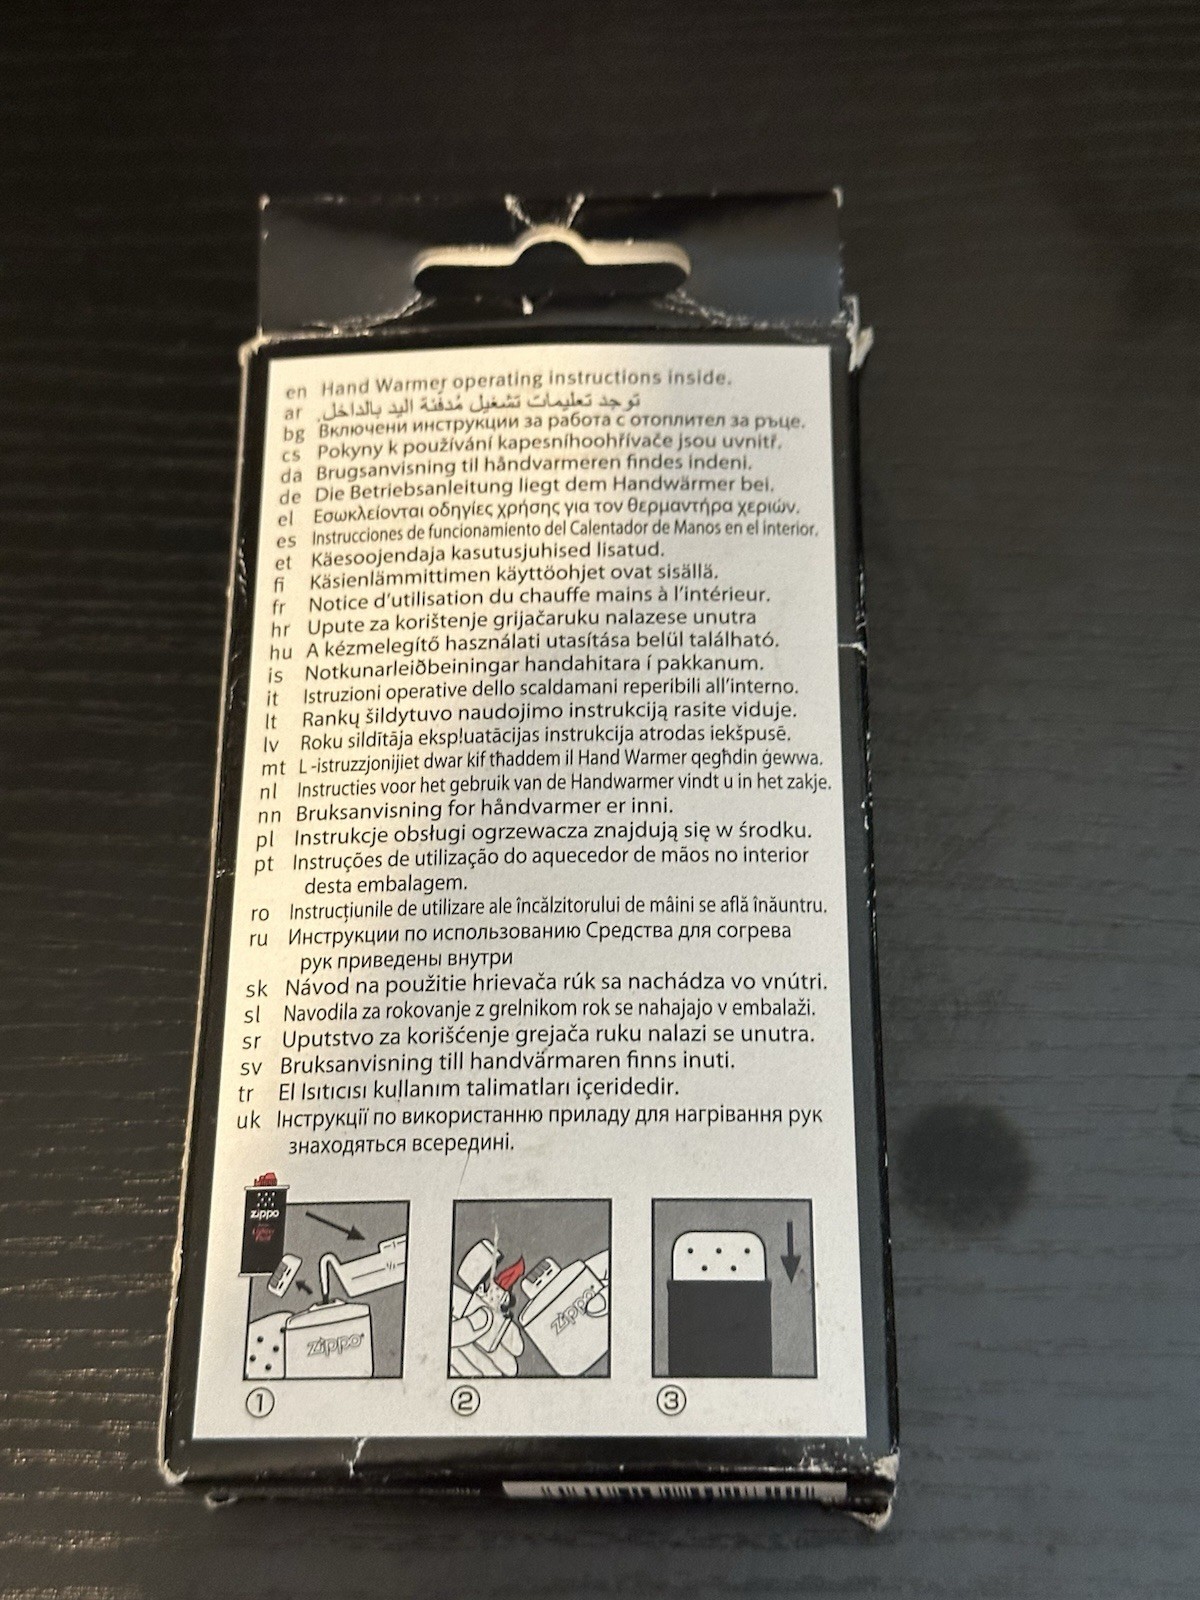 en Hand Warmer operating instructions inside.
ar توجد تعليمات تشغيل مُدفئة اليد بالداخل.
bg Включени инструкции за работа с отоплител за ръце.
cs Pokyny k používání kapesníhoohřívače jsou uvnitř.
da Brugsanvisning til håndvarmeren findes indeni.
de Die Betriebsanleitung liegt dem Handwärmer bei.
el Εσωκλείονται οδηγίες χρήσης για τον θερμαντήρα χεριών.
es Instrucciones de funcionamiento del Calentador de Manos en el interior.
et Käesoojendaja kasutusjuhised lisatud.
fi Käsienlämmittimen käyttöohjet ovat sisällä.
fr Notice d'utilisation du chauffe mains à l'intérieur.
hr Upute za korištenje grijačaruku nalazese unutra
hu A kézmelegítő használati utasítása belül található.
is Notkunarleiðbeiningar handahitara í pakkanum.
it Istruzioni operative dello scaldamani reperibili all'interno.
lt Rankų šildytuvo naudojimo instrukciją rasite viduje.
lv Roku sildītāja ekspluatācijas instrukcija atrodas iekšpusē.
mt L-istruzzjonijiet dwar kif tħaddem il Hand Warmer qegħdin ġewwa.
nl Instructies voor het gebruik van de Handwarmer vindt u in het zakje.
nn Bruksanvisning for håndvarmer er inni.
pl Instrukcje obsługi ogrzewacza znajdują się w środku.
pt Instruções de utilização do aquecedor de mãos no interior
desta embalagem.
ro Instrucțiunile de utilizare ale încălzitorului de mâini se află înăuntru.
ru Инструкции по использованию Средства для согрева
рук приведены внутри
sk Návod na použitie hrievača rúk sa nachádza vo vnútri.
sl Navodila za rokovanje z grelnikom rok se nahajajo v embalaži.
sr Uputstvo za korišćenje grejača ruku nalazi se unutra.
sv Bruksanvisning till handvärmaren finns inuti.
tr El Isıtıcısı kullanım talimatları içeridedir.
uk Інструкції по використанню приладу для нагрівання рук
знаходяться всередині.
zippo
zippo
zippo
1 2 3